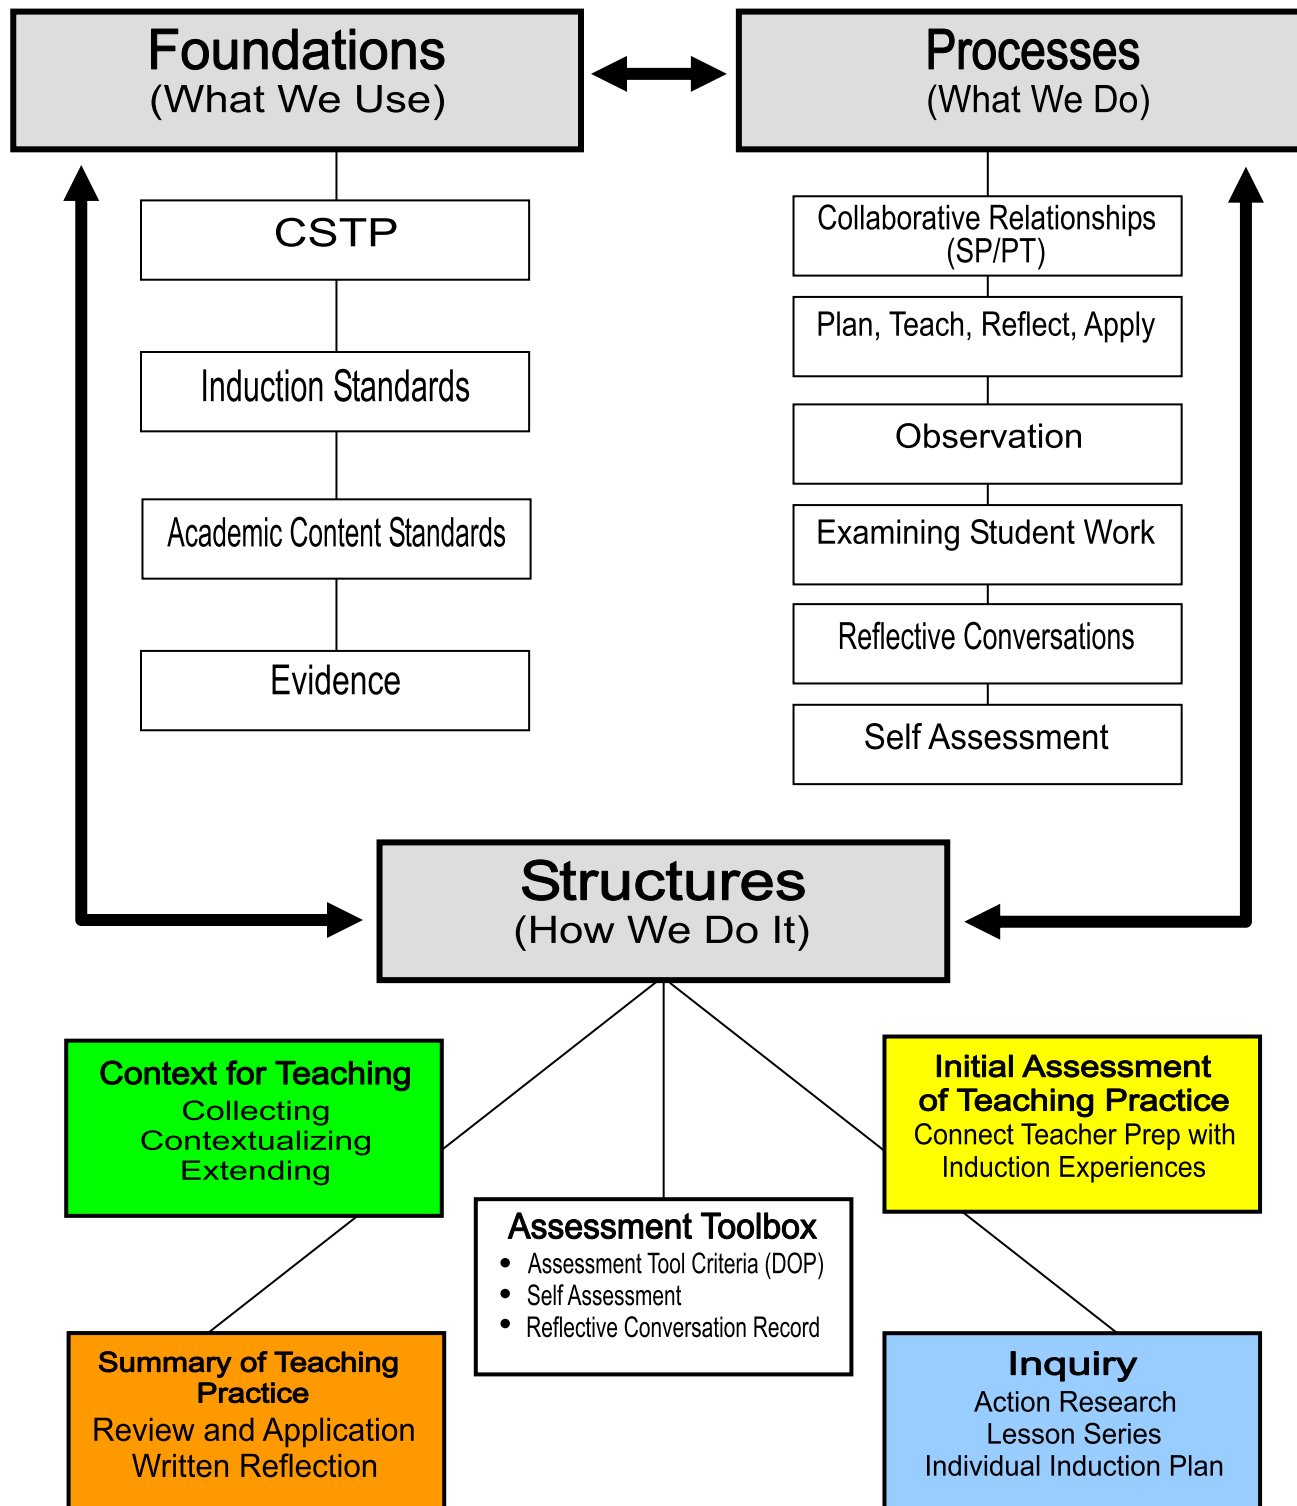 Foundations
(What We Use)
Processes
(What We Do)
CSTP
Induction Standards
Academic Content Standards
Evidence
Collaborative Relationships
(SP/PT)
Plan, Teach, Reflect, Apply
Observation
Examining Student Work
Reflective Conversations
Self Assessment
Structures
(How We Do It)
Context for Teaching
Collecting
Contextualizing
Extending
Initial Assessment
of Teaching Practice
Connect Teacher Prep with
Induction Experiences
Assessment Toolbox
• Assessment Tool Criteria (DOP)
• Self Assessment
• Reflective Conversation Record
Summary of Teaching
Practice
Review and Application
Written Reflection
Inquiry
Action Research
Lesson Series
Individual Induction Plan